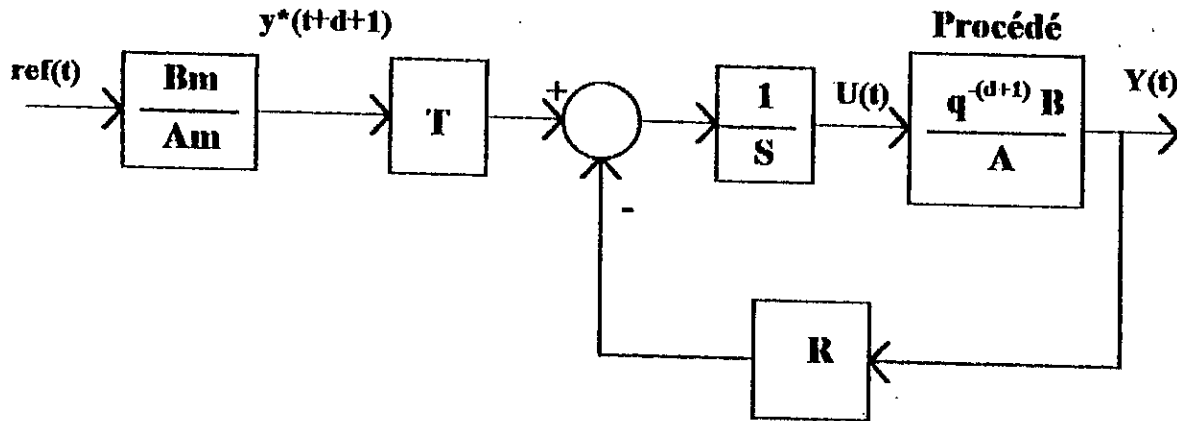 y*(t+d+1)
Procédé
ref(t)
Bm
Am
T
+
1
S
U(t)
q^-(d+1) B
A
Y(t)
-
R